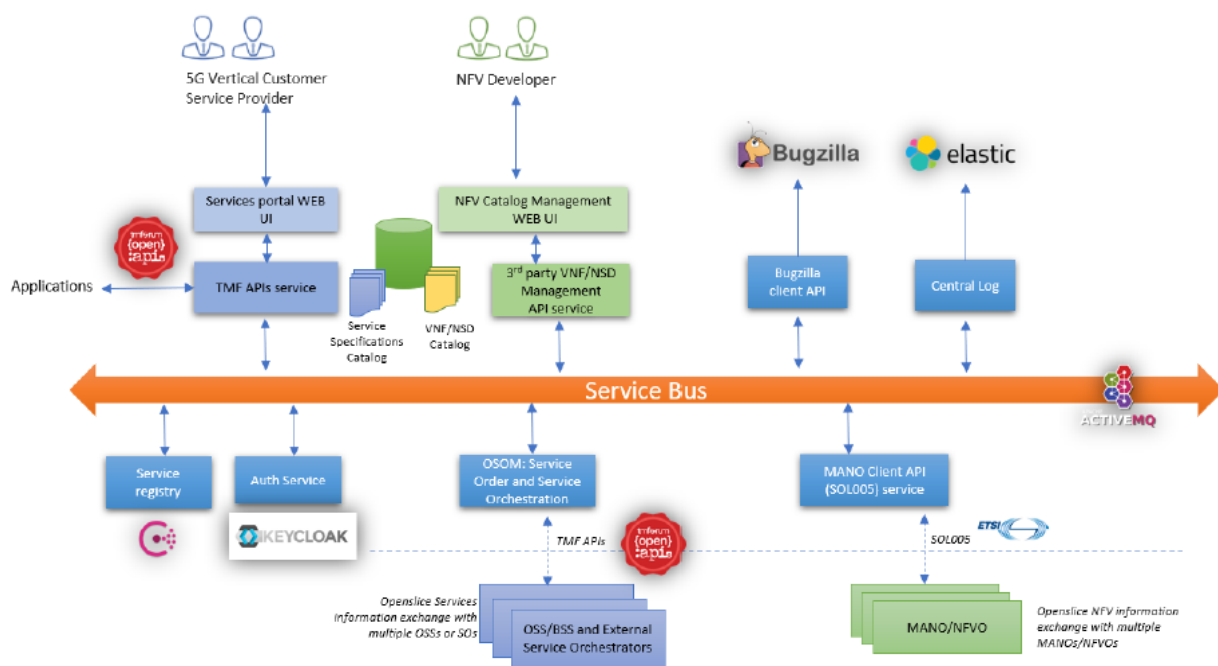 5G Vertical Customer
Service Provider
NFV Developer
Bugzilla
elastic
Services portal WEB
UI
NFV Catalog Management
WEB UI
tmforum
{open}
:apis
Applications
TMF APIs service
3rd party VNF/NSD
Management
API service
Bugzilla
client API
Central Log
Service
Specifications
Catalog
VNF/NSD
Catalog
Service Bus
ACTIVEMQ
Service
registry
Auth Service
OSOM: Service
Order and Service
Orchestration
MANO Client API
(SOL005) service
KEYCLOAK
TMF APIs
tmforum
{open}
:apis
SOL005
ETSI
Openslice Services
information exchange with
multiple OSSs or SOs
OSS/BSS and External
Service Orchestrators
MANO/NFVO
Openslice NFV information
exchange with multiple
MANOs/NFVOs